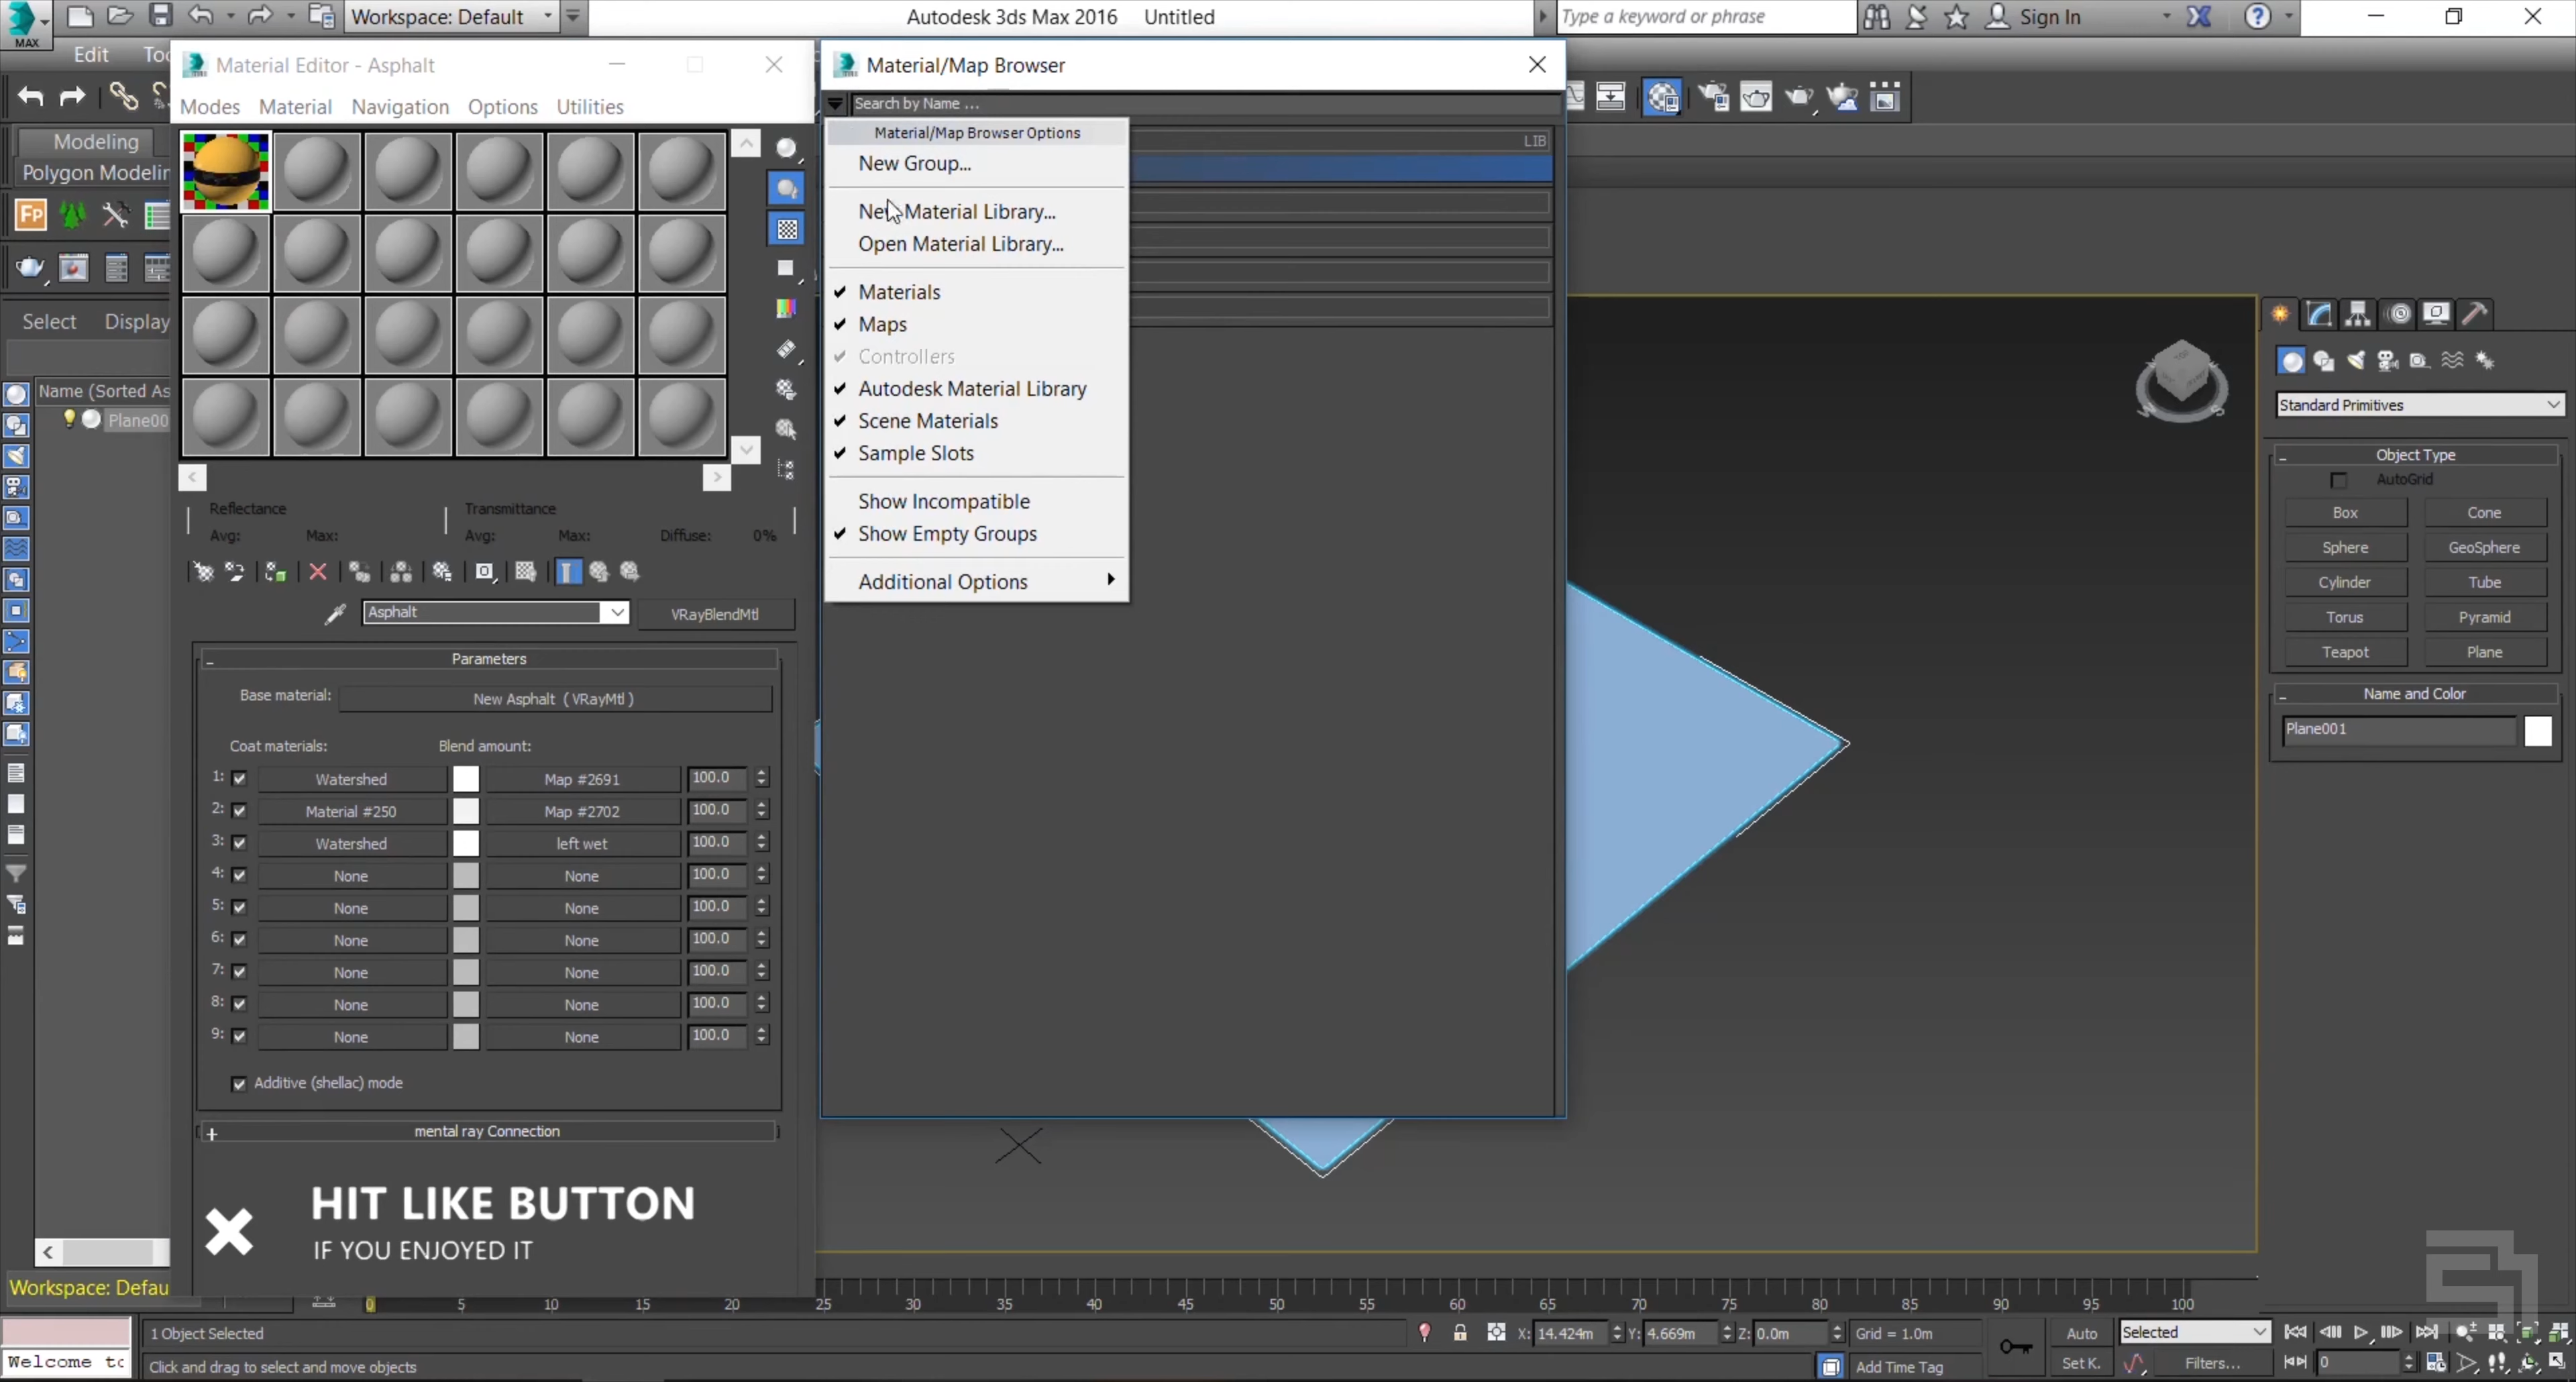 Workspace: Default
Autodesk 3ds Max 2016 Untitled
Type a keyword or phrase
Sign In
MAX
Edit
Material Editor - Asphalt
Modes Material Navigation Options Utilities
Modeling
Select Display
Name (Sorted As
Reflectance
Avg: Max:
Transmittance
Avg: Max: Diffuse: 0%
Asphalt
VRayBlendMtl
Parameters
Base material: New Asphalt ( VRayMtl )
Coat materials: Blend amount:
1: Watershed Map #2691 100.0
2: Material #250 Map #2702 100.0
3: Watershed left wet 100.0
4: None None 100.0
5: None None 100.0
6: None None 100.0
7: None None 100.0
8: None None 100.0
9: None None 100.0
Additive (shellac) mode
mental ray Connection
HIT LIKE BUTTON
IF YOU ENJOYED IT
Material/Map Browser
Search by Name ...
LIB
Material/Map Browser Options
New Group...
New Material Library...
Open Material Library...
Materials
Maps
Controllers
Autodesk Material Library
Scene Materials
Sample Slots
Show Incompatible
Show Empty Groups
Additional Options
Standard Primitives
Object Type
AutoGrid
Box Cone
Sphere GeoSphere
Cylinder Tube
Torus Pyramid
Teapot Plane
Name and Color
Plane001
0 5 10 15 20 25 30 35 40 45 50 55 60 65 70 75 80 85 90 95 100
1 Object Selected
X: 14.424m Y: 4.669m Z: 0.0m Grid = 1.0m
Auto Selected
Click and drag to select and move objects
Add Time Tag
Set K. Filters... 0